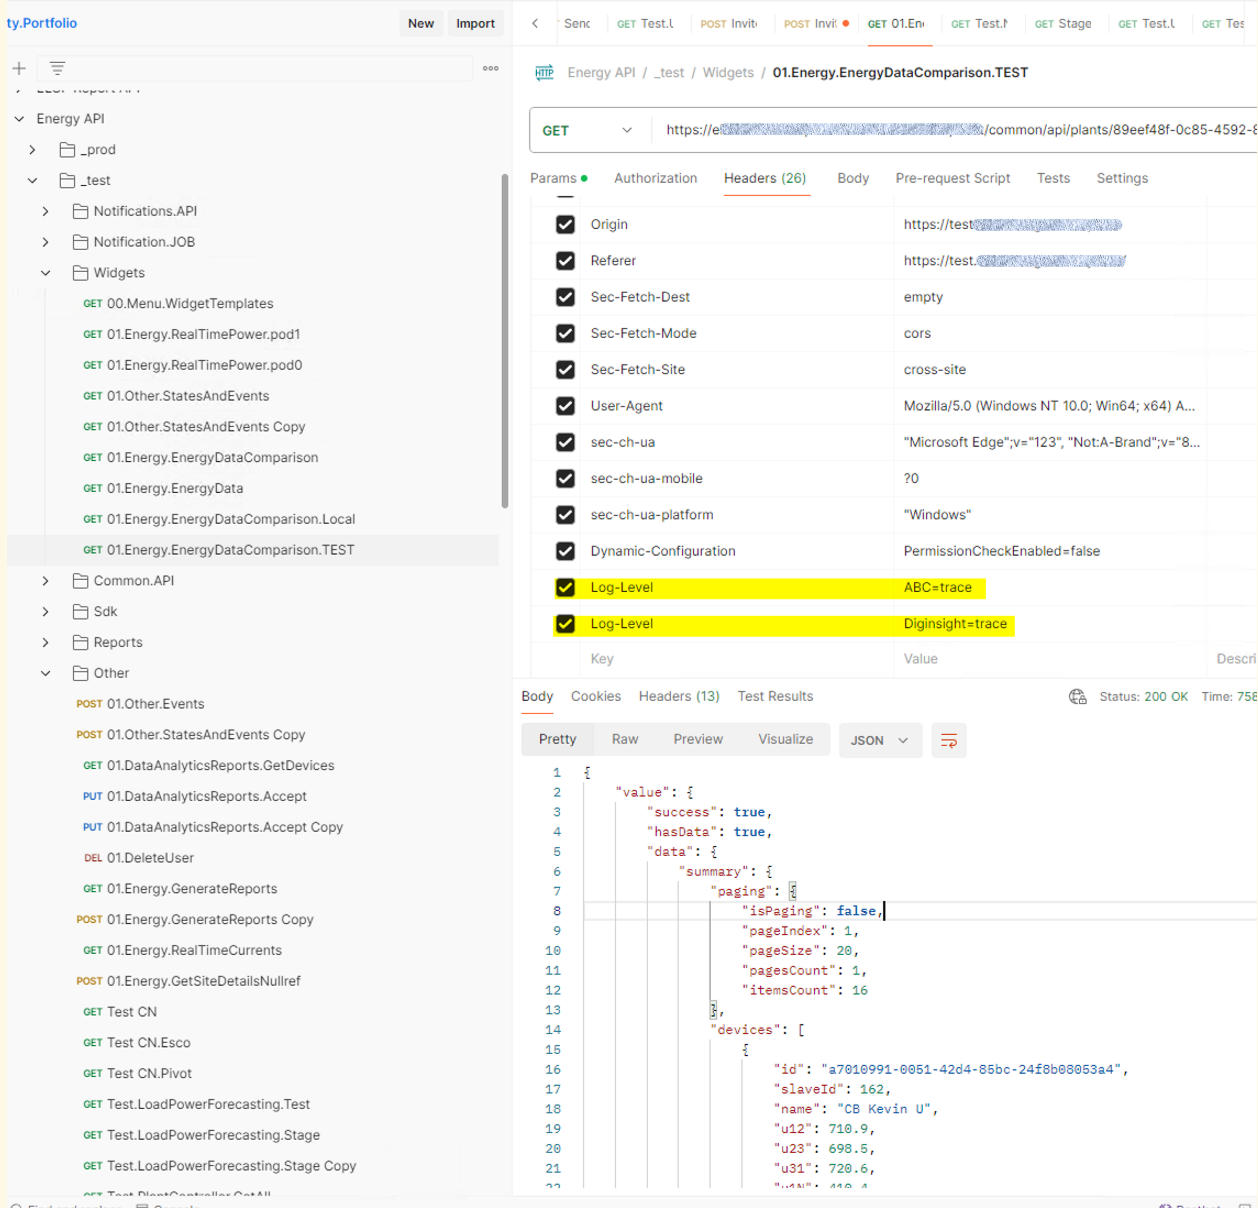 ty.Portfolio
New
Import
Energy API
_prod
_test
Notifications.API
Notification.JOB
Widgets
GET 00.Menu.WidgetTemplates
GET 01.Energy.RealTimePower.pod1
GET 01.Energy.RealTimePower.pod0
GET 01.Other.StatesAndEvents
GET 01.Other.StatesAndEvents Copy
GET 01.Energy.EnergyDataComparison
GET 01.Energy.EnergyData
GET 01.Energy.EnergyDataComparison.Local
GET 01.Energy.EnergyDataComparison.TEST
Common.API
Sdk
Reports
Other
POST 01.Other.Events
POST 01.Other.StatesAndEvents Copy
GET 01.DataAnalyticsReports.GetDevices
PUT 01.DataAnalyticsReports.Accept
PUT 01.DataAnalyticsReports.Accept Copy
DEL 01.DeleteUser
GET 01.Energy.GenerateReports
POST 01.Energy.GenerateReports Copy
GET 01.Energy.RealTimeCurrents
POST 01.Energy.GetSiteDetailsNullref
GET Test CN
GET Test CN.Esco
GET Test CN.Pivot
GET Test.LoadPowerForecasting.Test
GET Test.LoadPowerForecasting.Stage
GET Test.LoadPowerForecasting.Stage Copy
Send GET Test. POST Invit POST Invi GET 01.En GET Test. GET Stage GET Test. GET Tes
HTTP Energy API / _test / Widgets / 01.Energy.EnergyDataComparison.TEST
GET https://e /common/api/plants/89eef48f-0c85-4592-8
Params Authorization Headers (26) Body Pre-request Script Tests Settings
Origin https://test
Referer https://test.
Sec-Fetch-Dest empty
Sec-Fetch-Mode cors
Sec-Fetch-Site cross-site
User-Agent Mozilla/5.0 (Windows NT 10.0; Win64; x64) A...
sec-ch-ua "Microsoft Edge";v="123", "Not:A-Brand";v="8...
sec-ch-ua-mobile ?0
sec-ch-ua-platform "Windows"
Dynamic-Configuration PermissionCheckEnabled=false
Log-Level ABC=trace
Log-Level Diginsight=trace
Key Value Descri
Body Cookies Headers (13) Test Results Status: 200 OK Time: 758
Pretty Raw Preview Visualize JSON
1 {
2 "value": {
3 "success": true,
4 "hasData": true,
5 "data": {
6 "summary": {
7 "paging": {
8 "isPaging": false,
9 "pageIndex": 1,
10 "pageSize": 20,
11 "pagesCount": 1,
12 "itemsCount": 16
13 },
14 "devices": [
15 {
16 "id": "a7010991-0051-42d4-85bc-24f8b08053a4",
17 "slaveId": 162,
18 "name": "CB Kevin U",
19 "u12": 710.9,
20 "u23": 698.5,
21 "u31": 720.6,